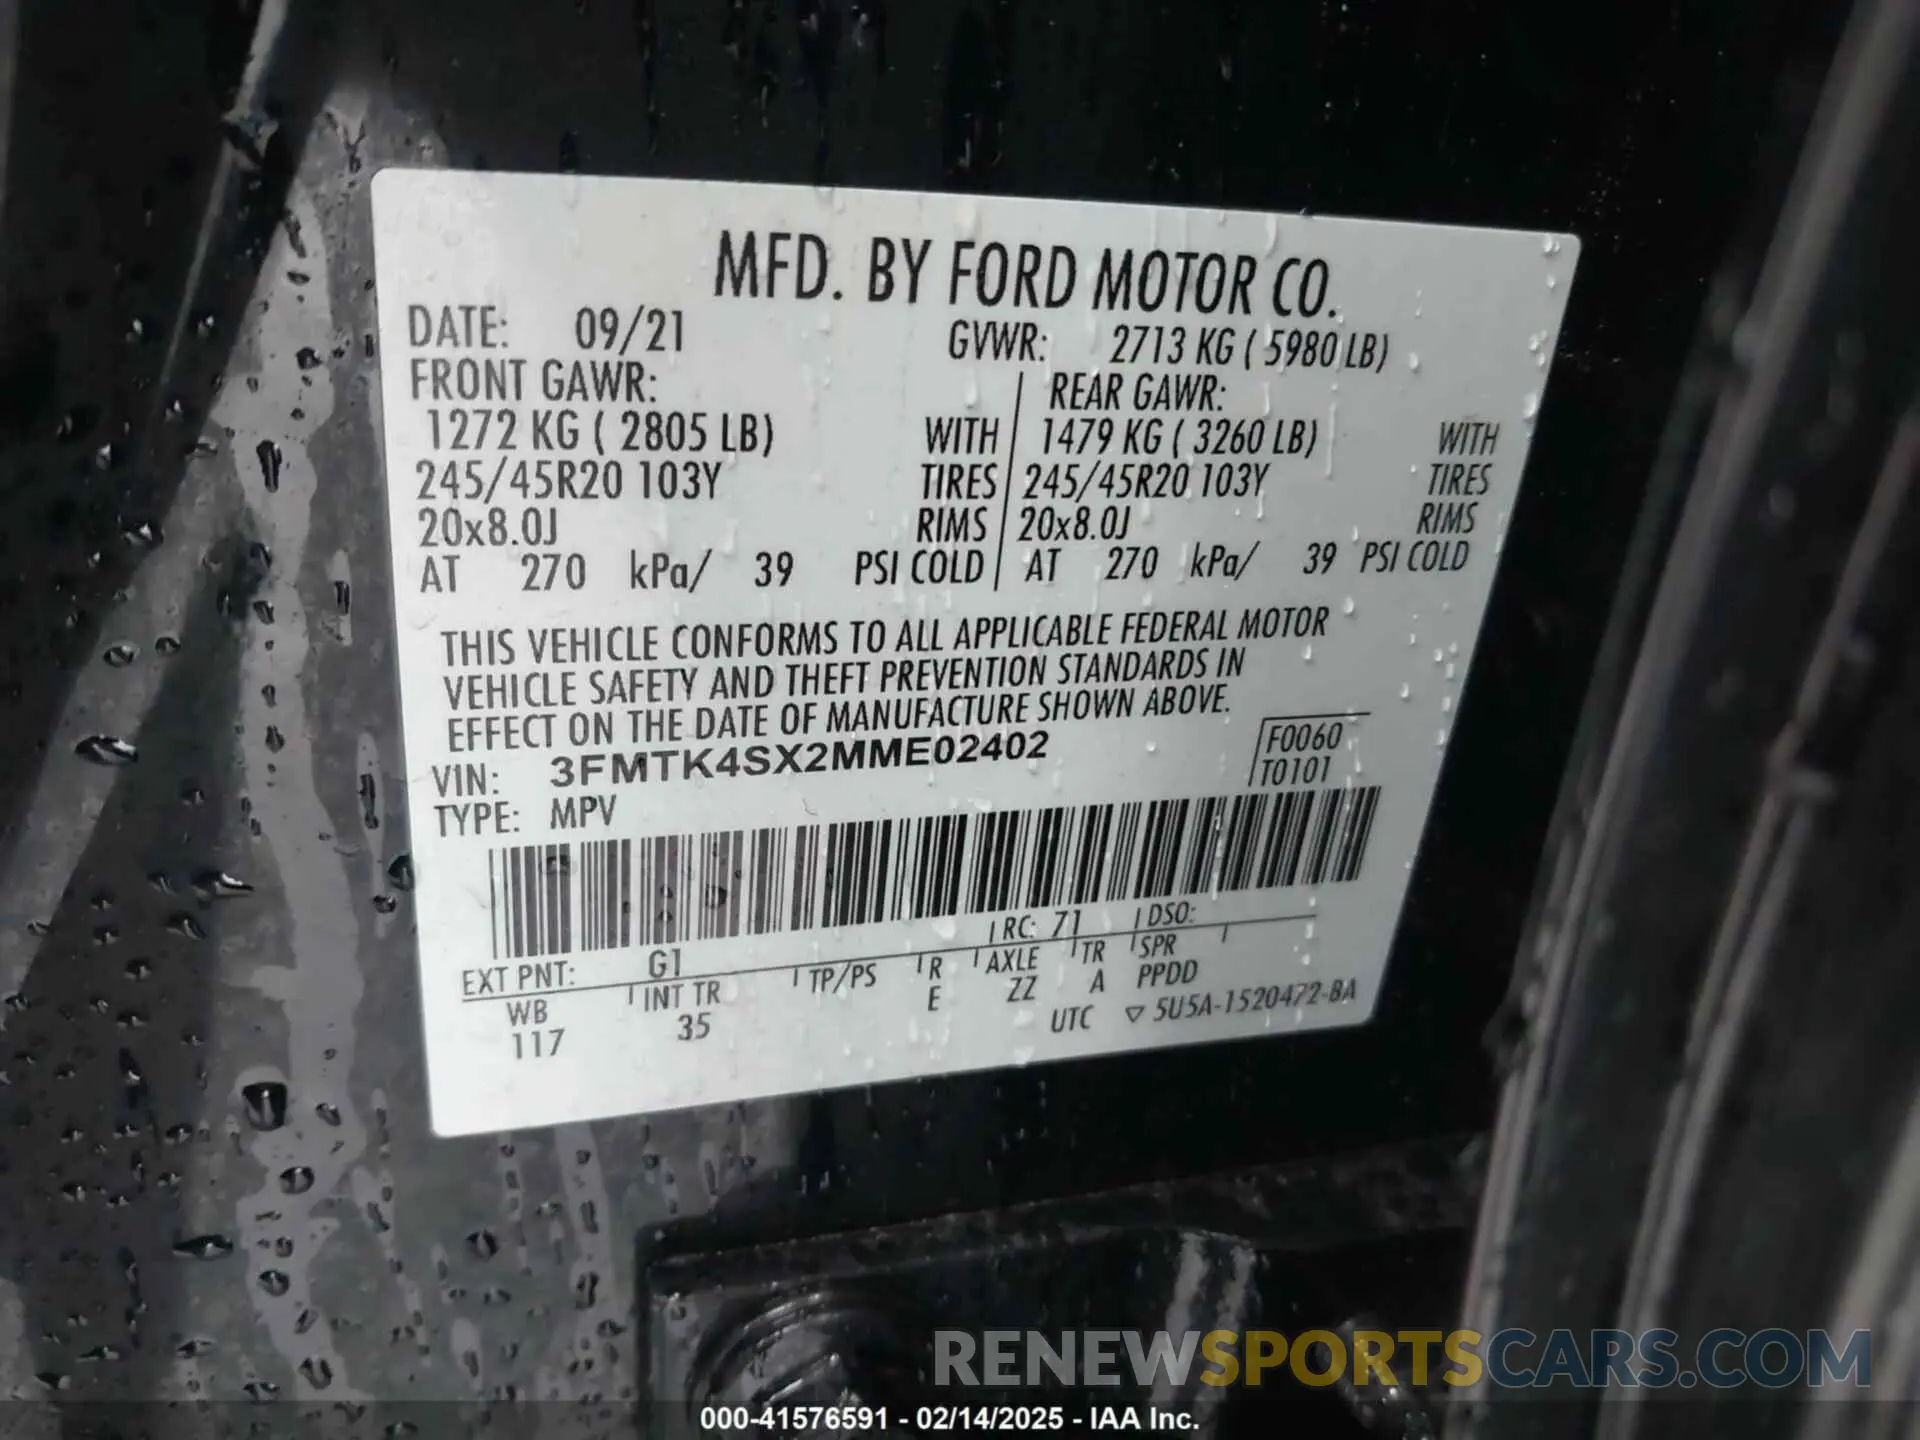 MFD. BY FORD MOTOR CO.
DATE: 09/21 GVWR: 2713 KG ( 5980 LB)
FRONT GAWR: REAR GAWR:
1272 KG ( 2805 LB) WITH 1479 KG ( 3260 LB) WITH
245/45R20 103Y TIRES 245/45R20 103Y TIRES
20x8.0J RIMS 20x8.0J RIMS
AT 270 kPa/ 39 PSI COLD AT 270 kPa/ 39 PSI COLD
THIS VEHICLE CONFORMS TO ALL APPLICABLE FEDERAL MOTOR
VEHICLE SAFETY AND THEFT PREVENTION STANDARDS IN
EFFECT ON THE DATE OF MANUFACTURE SHOWN ABOVE.
VIN: 3FMTK4SX2MME02402 F0060
TYPE: MPV T0101
EXT PNT: G1 RC: 71 DSO:
WB INT TR TP/PS R AXLE TR SPR
117 35 E ZZ A PPDD
UTC ▽ 5U5A-1520472-BA
RENEWSPORTSCARS.COM
000-41576591 - 02/14/2025 - IAA Inc.